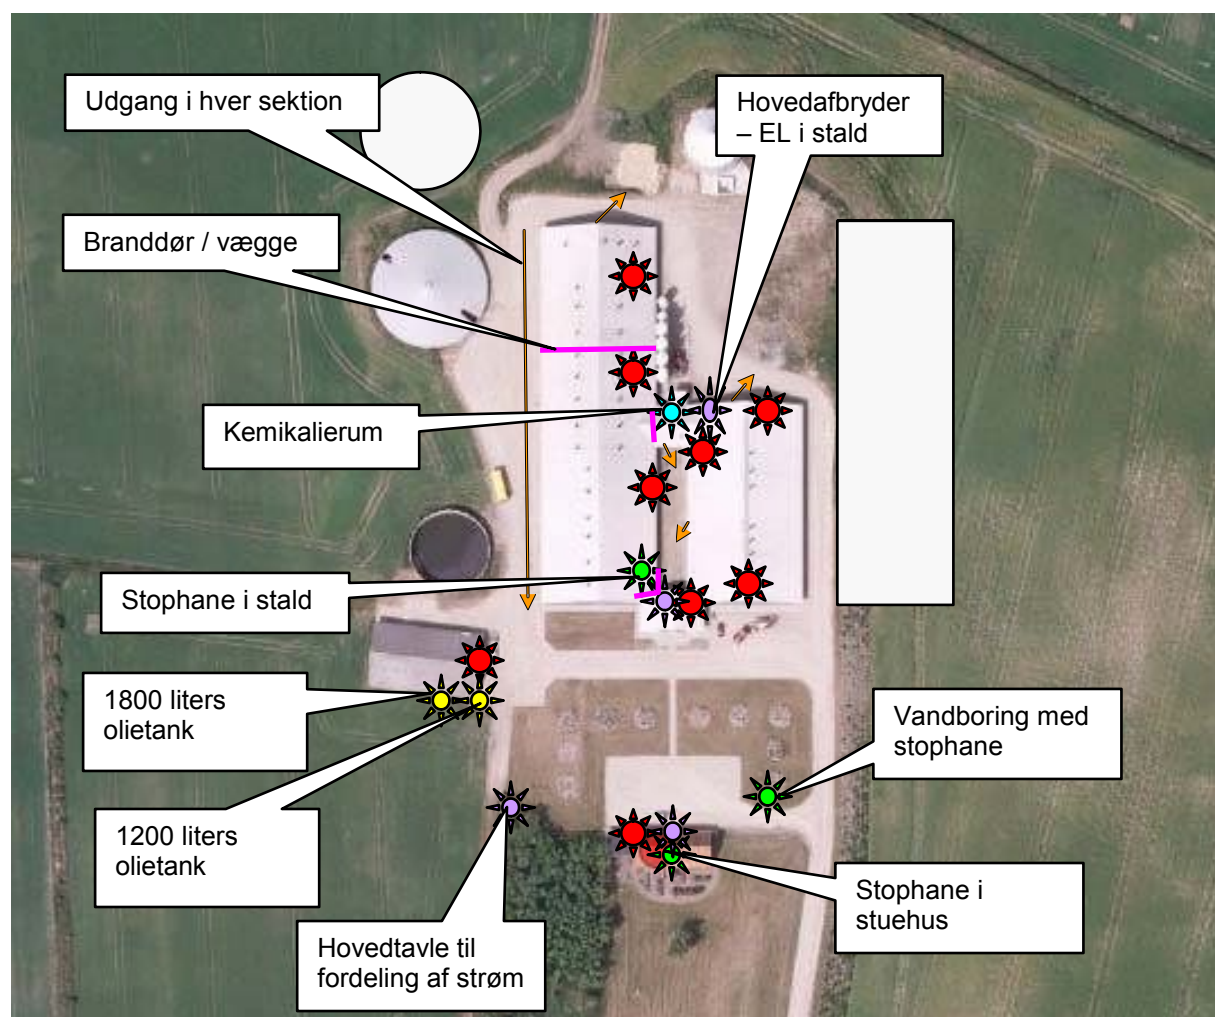 Udgang i hver sektion
Hovedafbryder
– EL i stald
Branddør / vægge
Kemikalierum
Stophane i stald
1800 liters
olietank
Vandboring med
stophane
1200 liters
olietank
Stophane i
stuehus
Hovedtavle til
fordeling af strøm